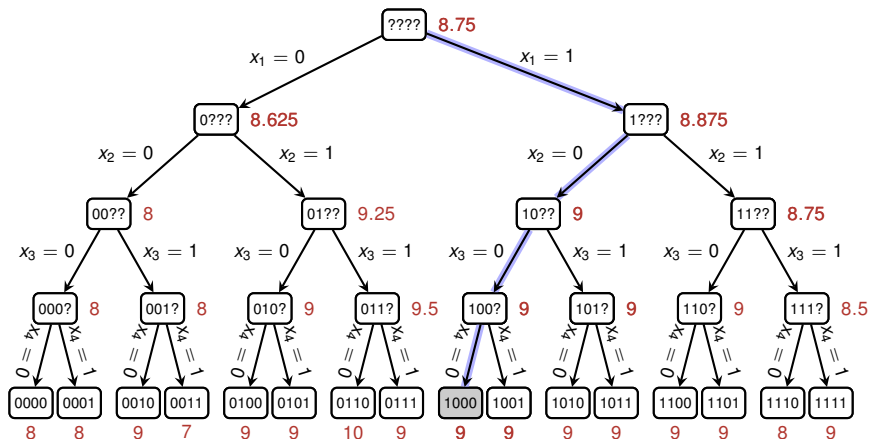 ???? 8.75
x₁ = 0 x₁ = 1
0??? 8.625 1??? 8.875
x₂ = 0 x₂ = 1 x₂ = 0 x₂ = 1
00?? 8 01?? 9.25 10?? 9 11?? 8.75
x₃ = 0 x₃ = 1 x₃ = 0 x₃ = 1 x₃ = 0 x₃ = 1 x₃ = 0 x₃ = 1
000? 8 001? 8 010? 9 011? 9.5 100? 9 101? 9 110? 9 111? 8.5
x₄ = 0 x₄ = 1 x₄ = 0 x₄ = 1 x₄ = 0 x₄ = 1 x₄ = 0 x₄ = 1 x₄ = 0 x₄ = 1 x₄ = 0 x₄ = 1 x₄ = 0 x₄ = 1 x₄ = 0 x₄ = 1
0000 0001 0010 0011 0100 0101 0110 0111 1000 1001 1010 1011 1100 1101 1110 1111
8 8 9 7 9 9 10 9 9 9 9 9 9 9 8 9